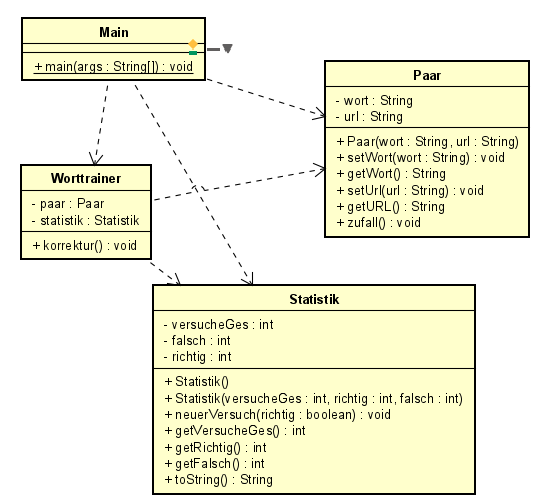 Main
+ main(args : String[]) : void
Paar
- wort : String
- url : String
+ Paar(wort : String, url : String)
+ setWort(wort : String) : void
+ getWort() : String
+ setUrl(url : String) : void
+ getURL() : String
+ zufall() : void
Worttrainer
- paar : Paar
- statistik : Statistik
+ korrektur() : void
Statistik
- versucheGes : int
- falsch : int
- richtig : int
+ Statistik()
+ Statistik(versucheGes : int, richtig : int, falsch : int)
+ neuerVersuch(richtig : boolean) : void
+ getVersucheGes() : int
+ getRichtig() : int
+ getFalsch() : int
+ toString() : String